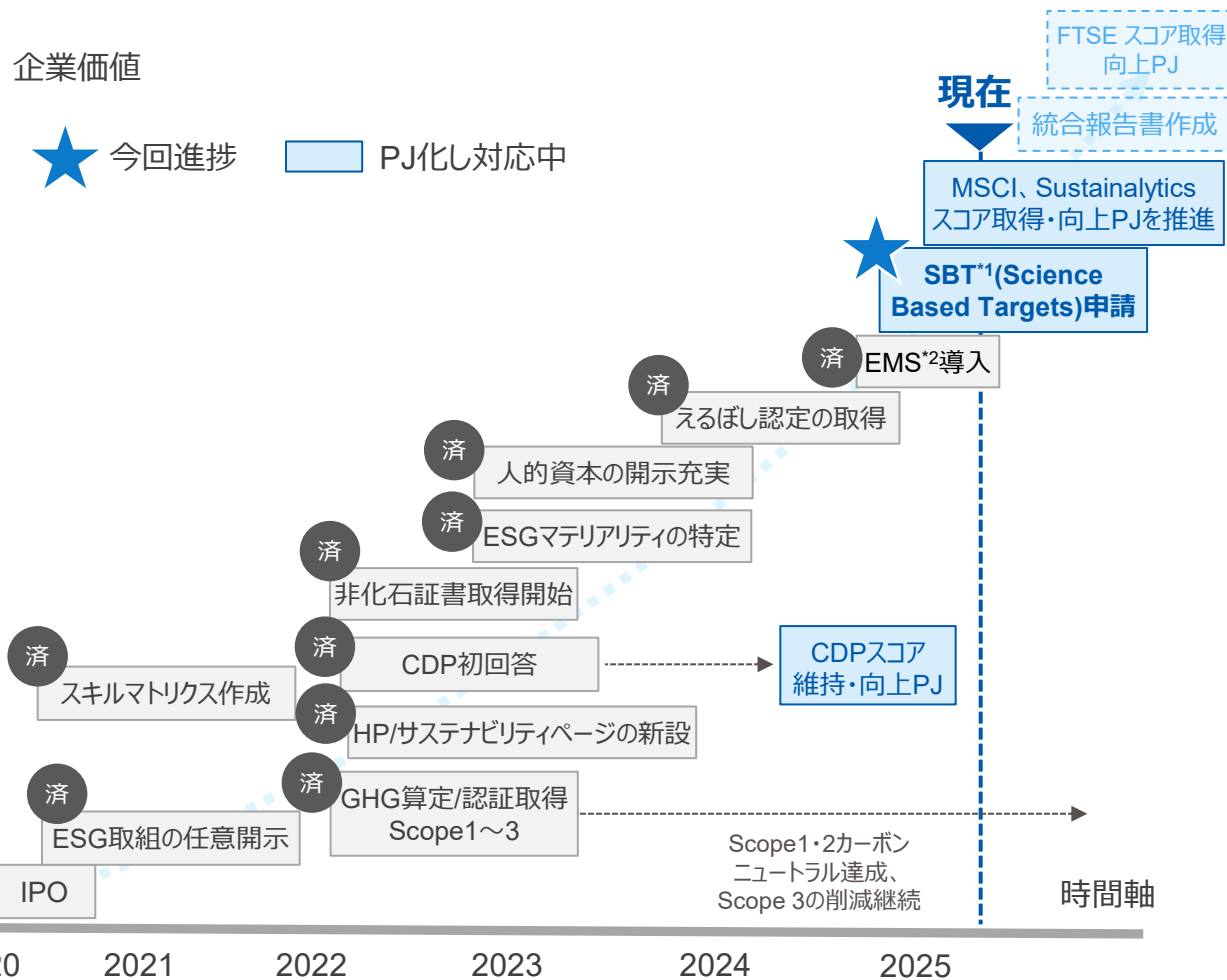 企業価値
今回進捗
PJ化し対応中
FTSE スコア取得
向上PJ
現在
統合報告書作成
MSCI、Sustainalytics
スコア取得・向上PJを推進
SBT*1(Science
Based Targets)申請
済
EMS*2導入
済
えるぼし認定の取得
済
人的資本の開示充実
済
ESGマテリアリティの特定
済
非化石証書取得開始
済
CDP初回答
CDPスコア
維持・向上PJ
済
スキルマトリクス作成
済
HP/サステナビリティページの新設
済
GHG算定/認証取得
Scope1～3
済
ESG取組の任意開示
Scope1・2カーボン
ニュートラル達成、
Scope 3の削減継続
IPO
時間軸
20 2021 2022 2023 2024 2025